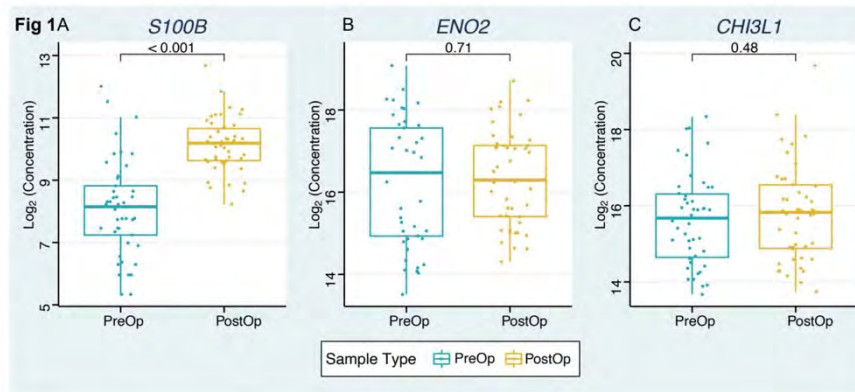 Fig 1A S100B
B ENO2
C CHI3L1
< 0.001
0.71
0.48
Log2 (Concentration)
13
11
9
7
5
PreOp PostOp
Log2 (Concentration)
18
16
14
PreOp PostOp
Log2 (Concentration)
20
18
16
14
PreOp PostOp
Sample Type PreOp PostOp